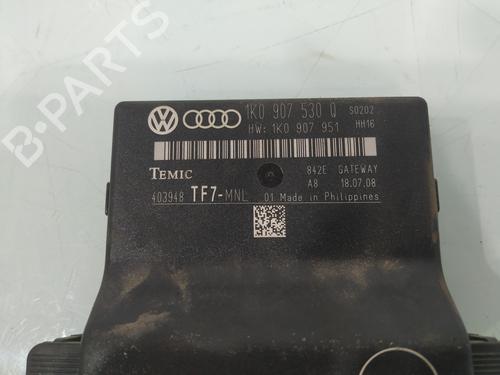 1K0 907 530 Q S0202
HW: 1K0 907 951 HH16
TEMIC
842E GATEWAY
A8 18.07.08
403948 TF7-MNL 01 Made in Philippines
B-PARTS